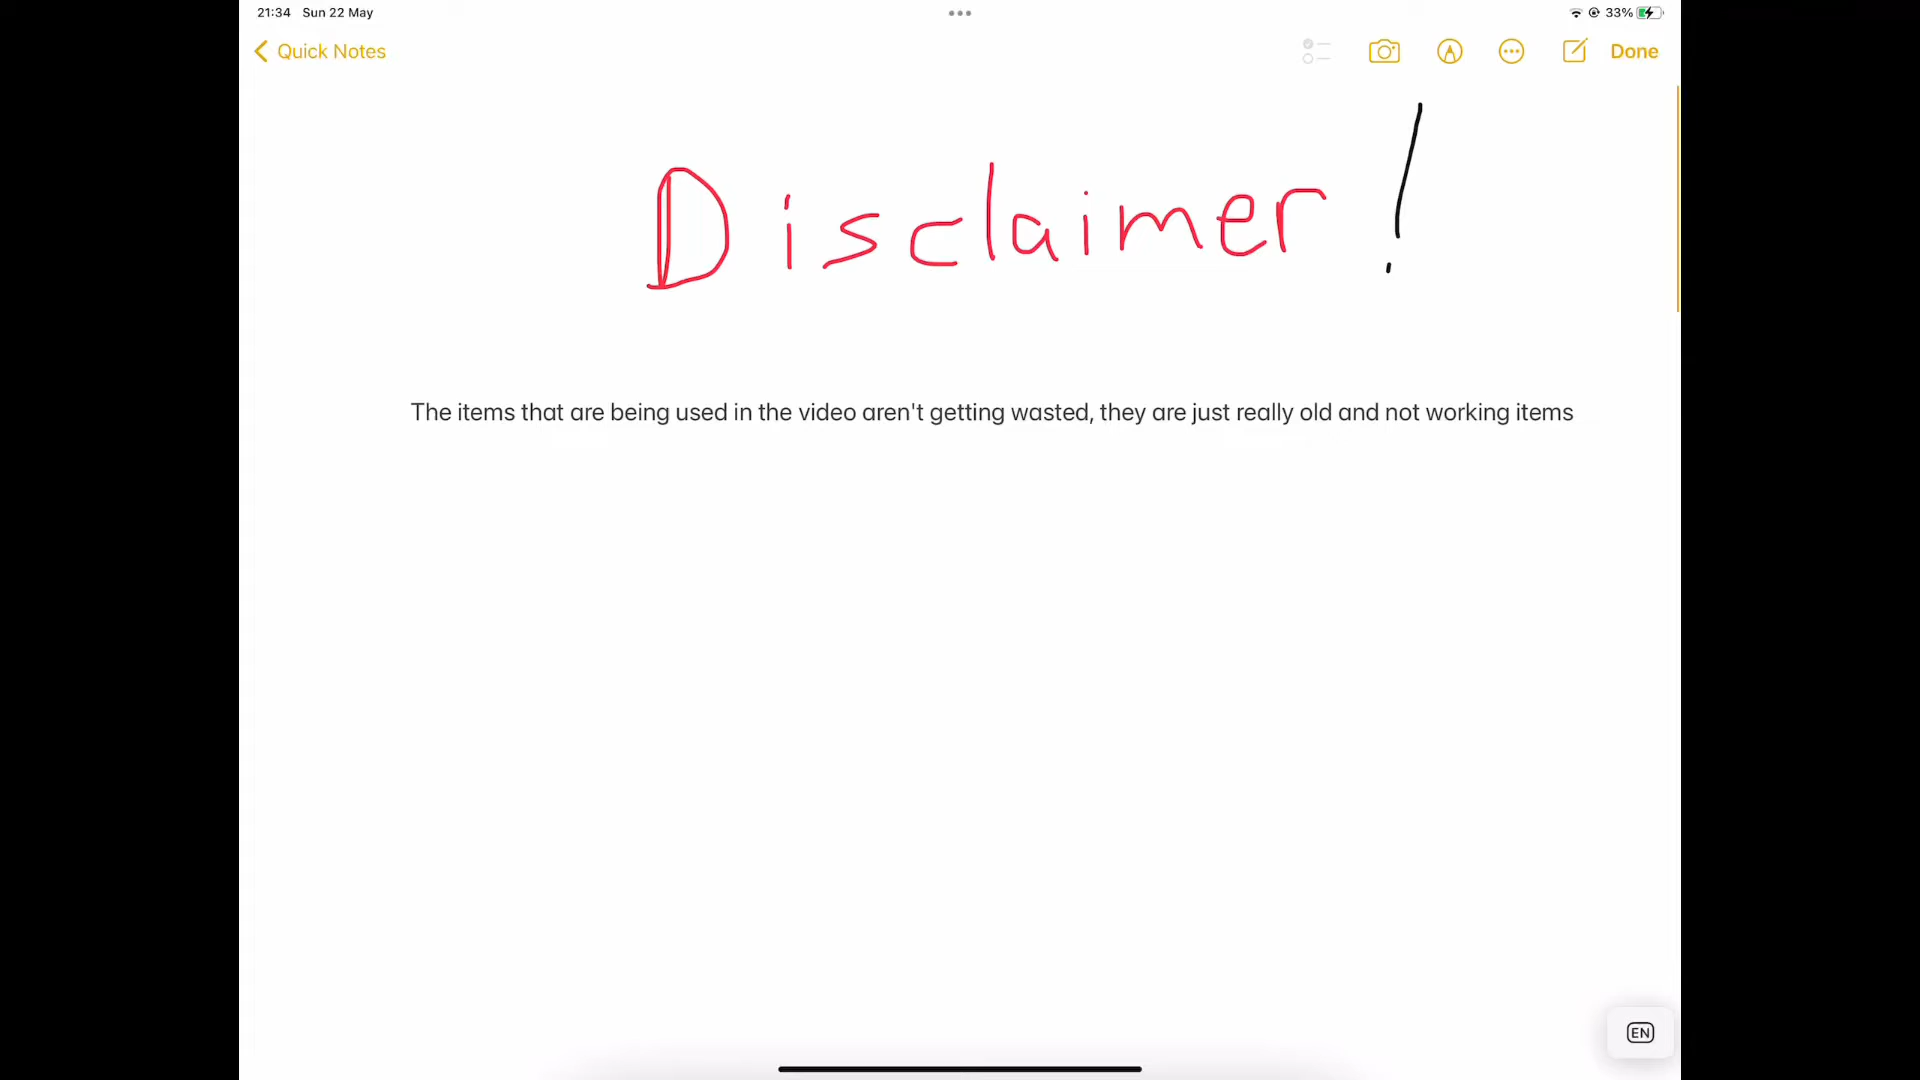 21:34 Sun 22 May
33%
Quick Notes
Done
Disclaimer!
The items that are being used in the video aren't getting wasted, they are just really old and not working items
EN